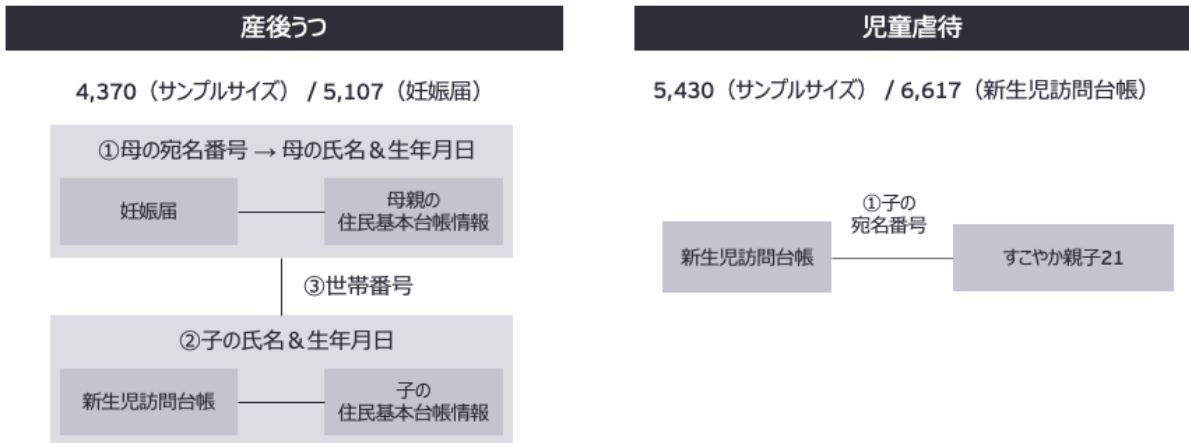 産後うつ
4,370（サンプルサイズ） / 5,107（妊娠届）
①母の宛名番号 → 母の氏名＆生年月日
妊娠届
母親の
住民基本台帳情報
③世帯番号
②子の氏名＆生年月日
新生児訪問台帳
子の
住民基本台帳情報
児童虐待
5,430（サンプルサイズ） / 6,617（新生児訪問台帳）
①子の
宛名番号
新生児訪問台帳
すこやか親子21